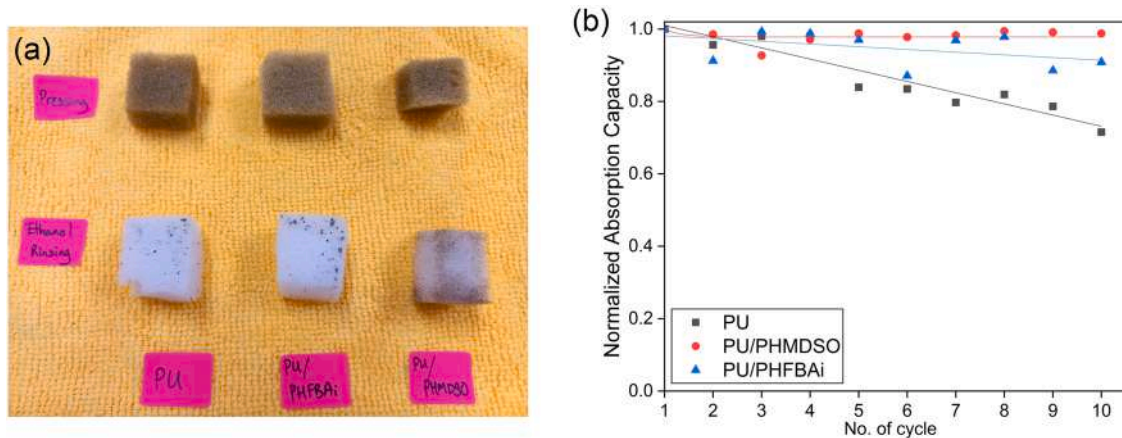 (a)
Pressing
Ethanol
Rinsing
PU
PU/
PHFBAi
PU/
PHMDSO
(b)
Normalized Absorption Capacity
1.0
0.8
0.6
0.4
0.2
0.0
PU
PU/PHMDSO
PU/PHFBAi
1 2 3 4 5 6 7 8 9 10
No. of cycle